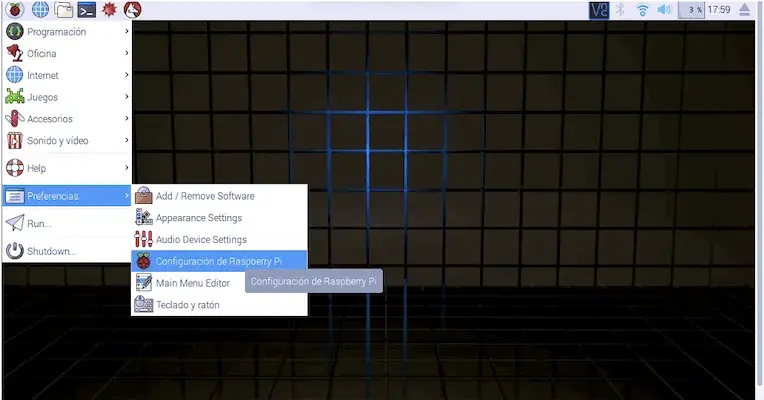 V2
3 %
17:59
Programación
Oficina
Internet
Juegos
Accesorios
Sonido y vídeo
Help
Preferencias
Run...
Shutdown...
Add / Remove Software
Appearance Settings
Audio Device Settings
Configuración de Raspberry Pi
Main Menu Editor
Configuración de Raspberry Pi
Teclado y ratón